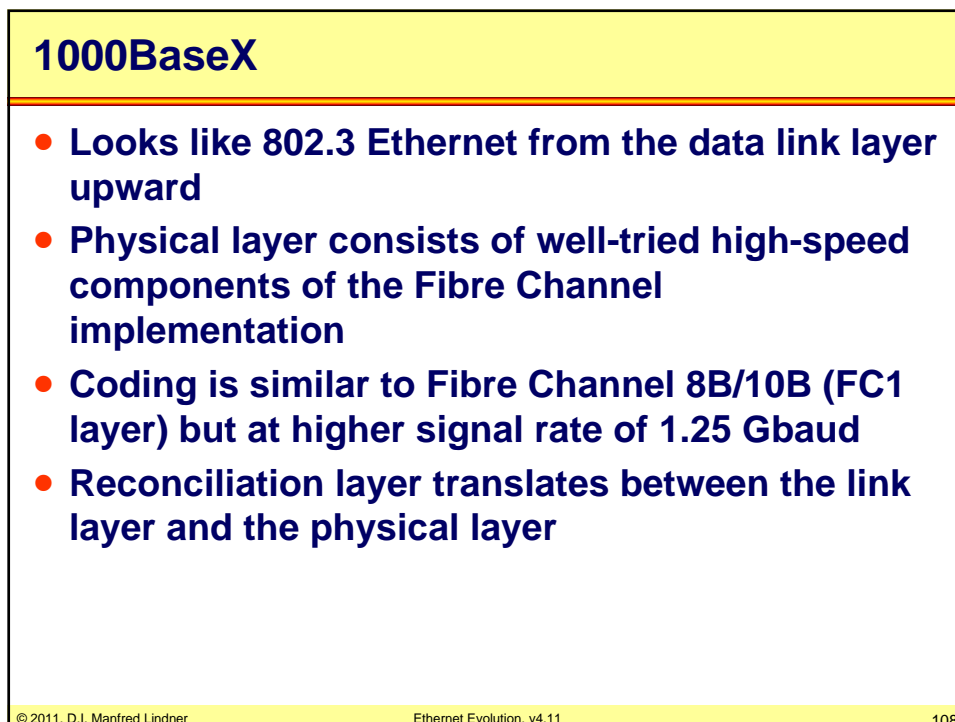 1000BaseX
• Looks like 802.3 Ethernet from the data link layer
upward
• Physical layer consists of well-tried high-speed
components of the Fibre Channel
implementation
• Coding is similar to Fibre Channel 8B/10B (FC1
layer) but at higher signal rate of 1.25 Gbaud
• Reconciliation layer translates between the link
layer and the physical layer
© 2011, D.I. Manfred Lindner Ethernet Evolution, v4.11 108